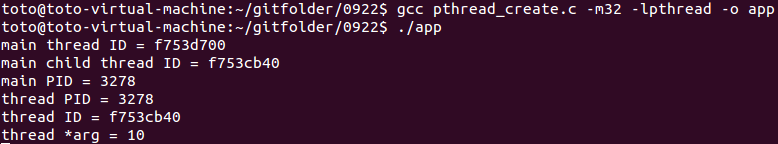 toto@toto-virtual-machine:~/gitfolder/0922$ gcc pthread_create.c -m32 -lpthread -o app
toto@toto-virtual-machine:~/gitfolder/0922$ ./app
main thread ID = f753d700
main child thread ID = f753cb40
main PID = 3278
thread PID = 3278
thread ID = f753cb40
thread *arg = 10